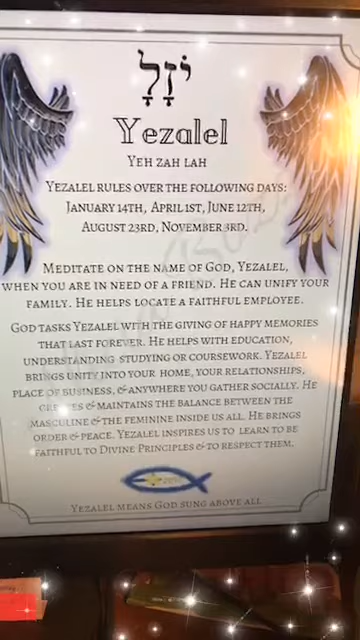 יֹזָלָ
Yezalel
Yeh zah lah
Yezalel rules over the following days:
January 14th, April 1st, June 12th,
August 23rd, November 3rd.
Meditate on the name of God, Yezalel,
when you are in need of a friend. He can unify your
family. He helps locate a faithful employee.
God tasks Yezalel with the giving of happy memories
that last forever. He helps with education,
understanding studying or coursework. Yezalel
brings unity into your home, your relationships,
place of business, & anywhere you gather socially. He
& maintains the balance between the
masculine & the feminine inside us all. He brings
order & peace. Yezalel inspires us to learn to be
faithful to Divine Principles & to respect them.
Yezalel means God sung above all